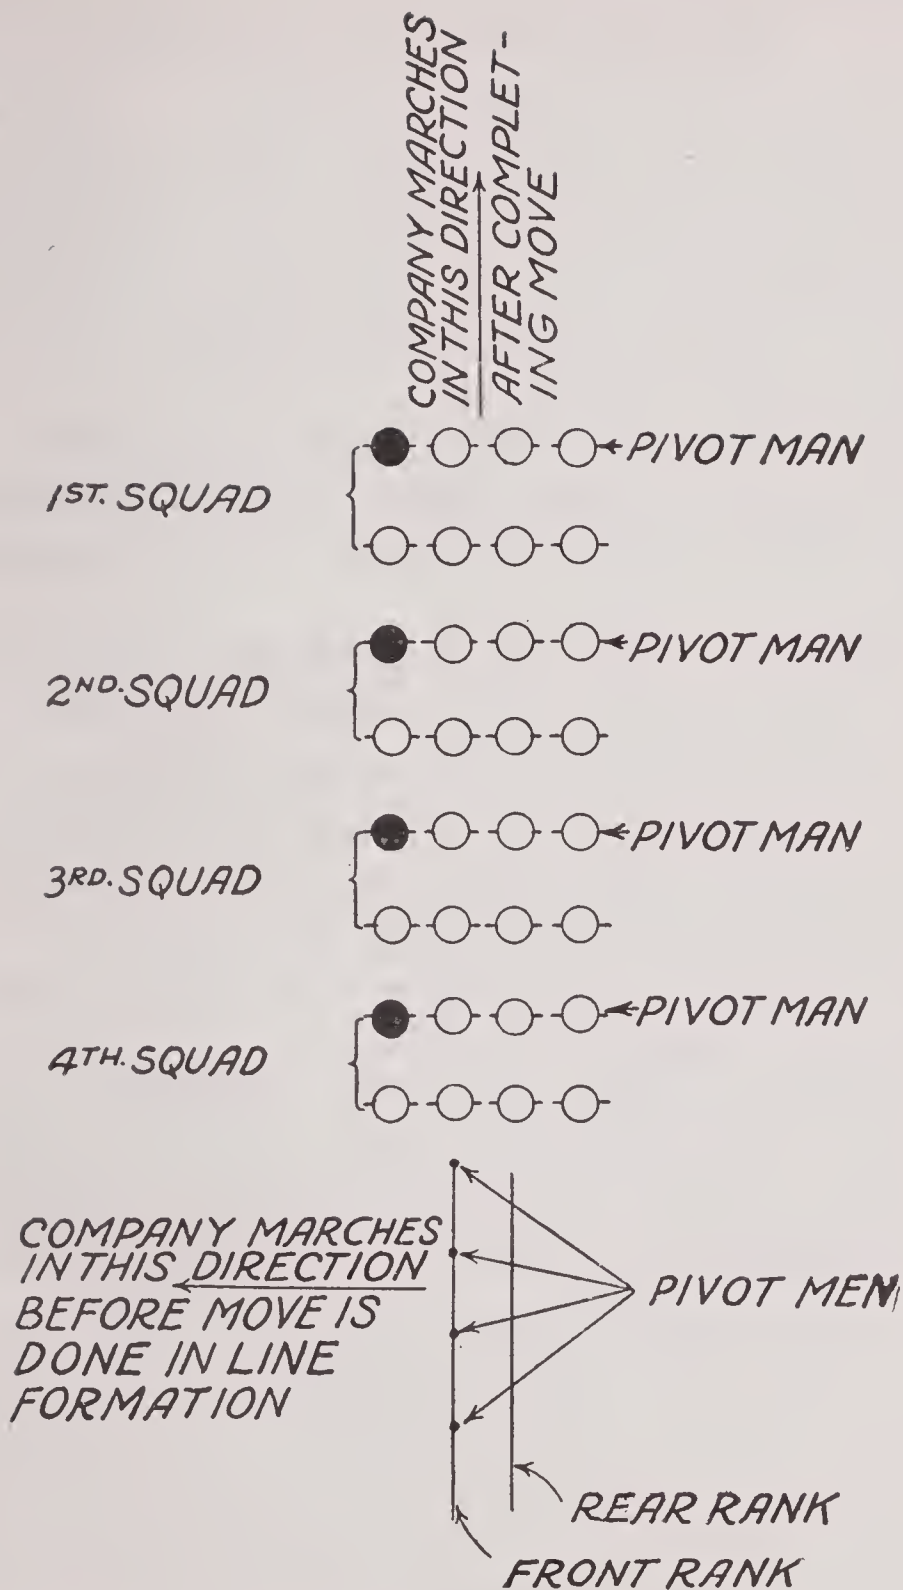 COMPANY MARCHES
IN THIS DIRECTION
AFTER COMPLET-
ING MOVE
1ST. SQUAD
PIVOT MAN
2ND. SQUAD
PIVOT MAN
3RD. SQUAD
PIVOT MAN
4TH. SQUAD
PIVOT MAN
COMPANY MARCHES
IN THIS DIRECTION
BEFORE MOVE IS
DONE IN LINE
FORMATION
PIVOT MEN
REAR RANK
FRONT RANK